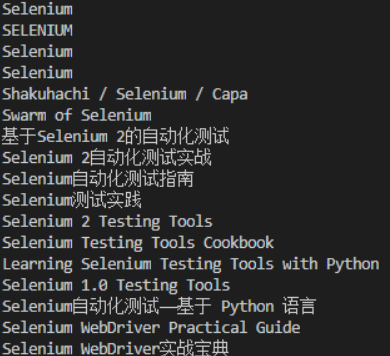 Selenium
SELENIUM
Selenium
Selenium
Shakuhachi / Selenium / Capa
Swarm of Selenium
基于Selenium 2的自动化测试
Selenium 2自动化测试实战
Selenium自动化测试指南
Selenium测试实践
Selenium 2 Testing Tools
Selenium Testing Tools Cookbook
Learning Selenium Testing Tools with Python
Selenium 1.0 Testing Tools
Selenium自动化测试——基于 Python 语言
Selenium WebDriver Practical Guide
Selenium WebDriver实战宝典